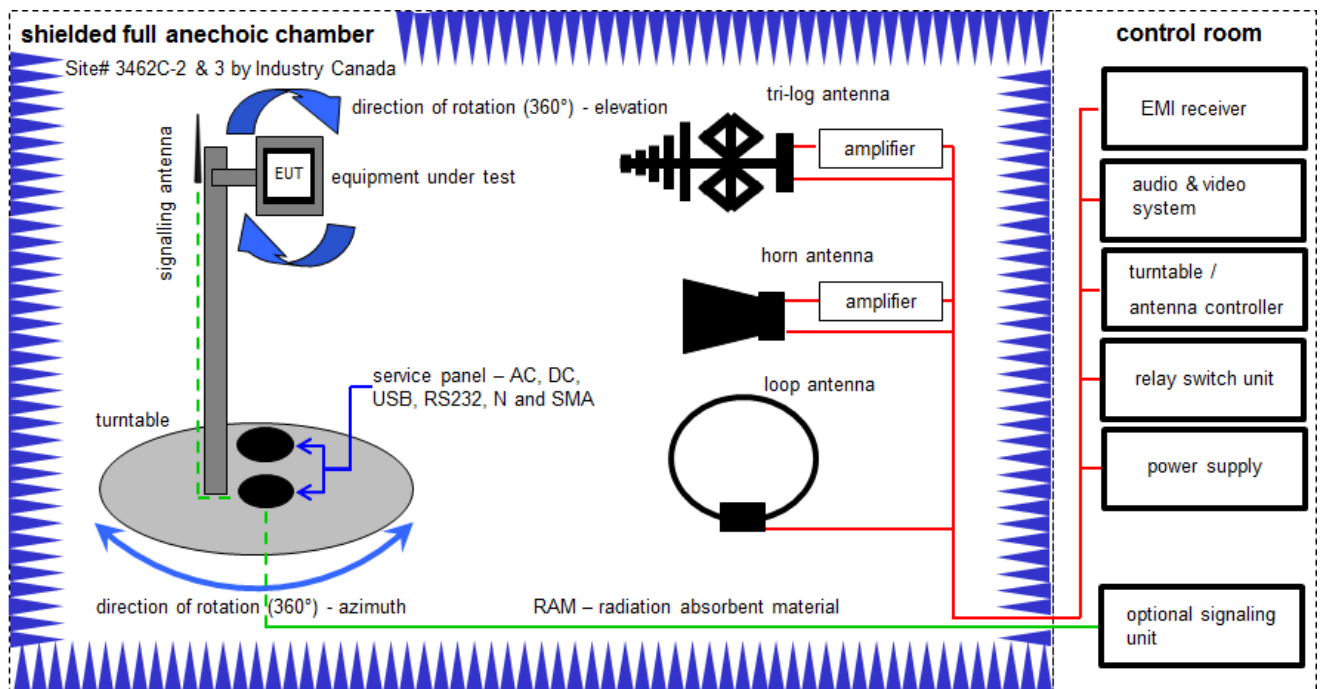 shielded full anechoic chamber
Site# 3462C-2 & 3 by Industry Canada
direction of rotation (360°) - elevation
signalling antenna
EUT
equipment under test
tri-log antenna
amplifier
horn antenna
amplifier
service panel – AC, DC,
USB, RS232, N and SMA
loop antenna
turntable
direction of rotation (360°) - azimuth
RAM – radiation absorbent material
control room
EMI receiver
audio & video
system
turntable /
antenna controller
relay switch unit
power supply
optional signaling
unit